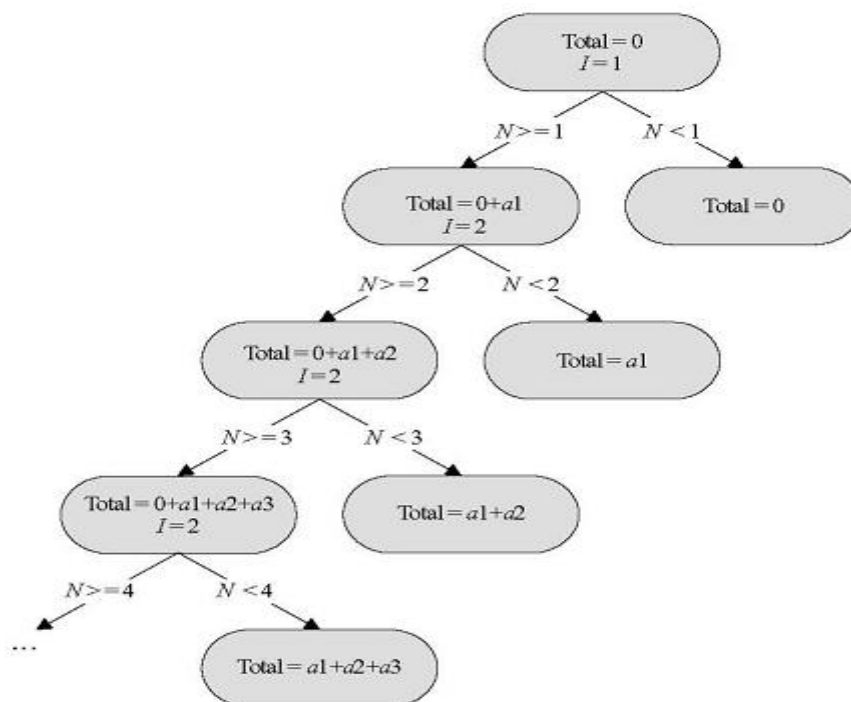 Total = 0
I = 1
N >= 1
N < 1
Total = 0+a1
I = 2
Total = 0
N >= 2
N < 2
Total = 0+a1+a2
I = 2
Total = a1
N >= 3
N < 3
Total = 0+a1+a2+a3
I = 2
Total = a1+a2
N >= 4
N < 4
...
Total = a1+a2+a3